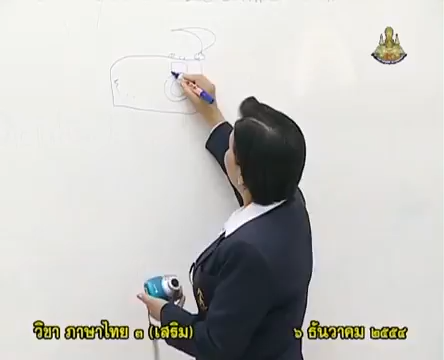 วิชา ภาษาไทย ๓ (เสริม)
๖ ธันวาคม ๒๕๕๔